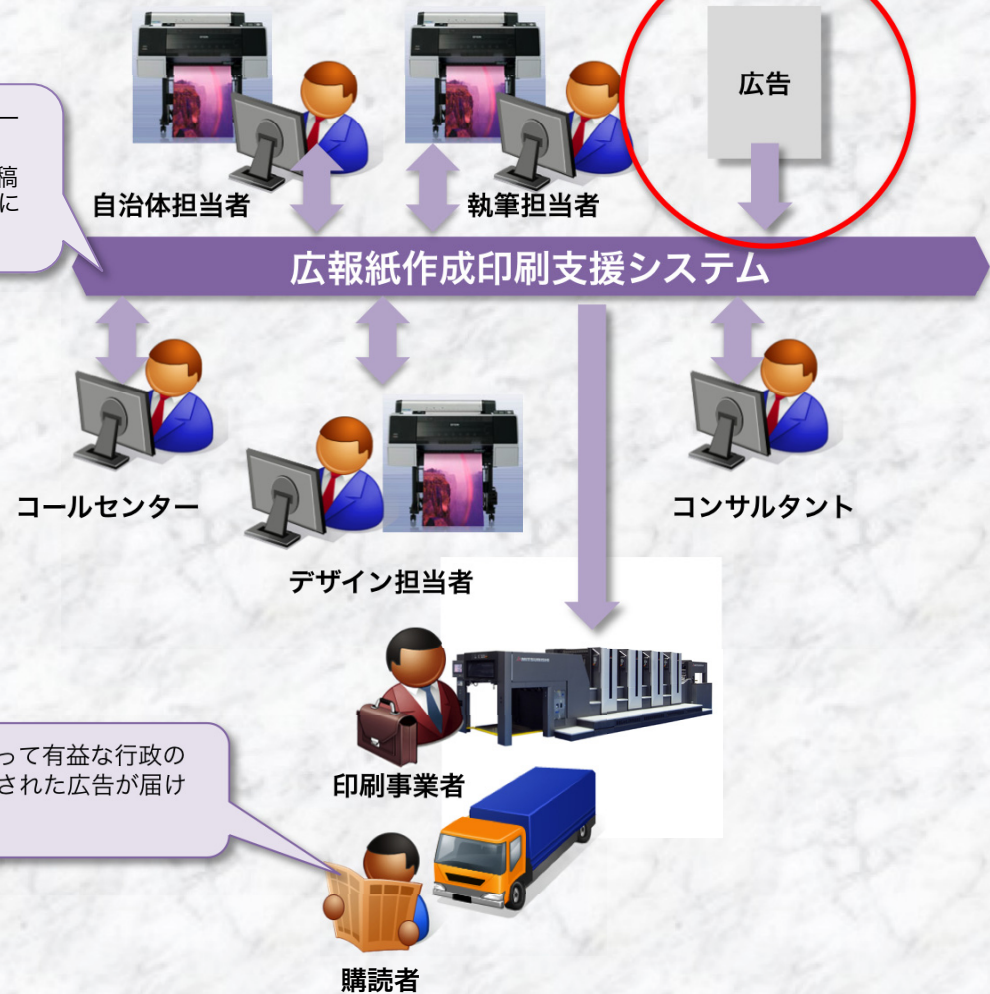 広告
ー
稿
に
自治体担当者
執筆担当者
広報紙作成印刷支援システム
コールセンター
コンサルタント
デザイン担当者
って有益な行政の
された広告が届け
印刷事業者
購読者